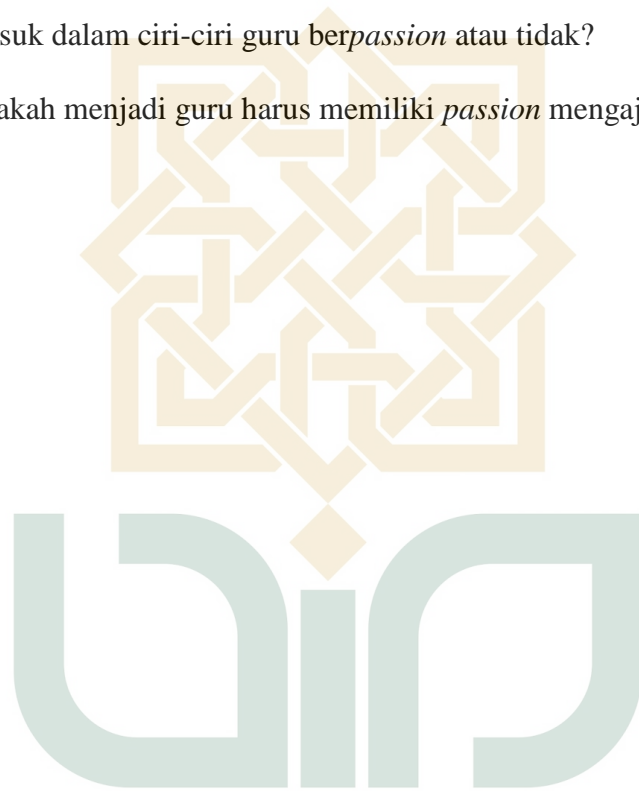 suk dalam ciri-ciri guru berpassion atau tidak?
akah menjadi guru harus memiliki passion mengaj